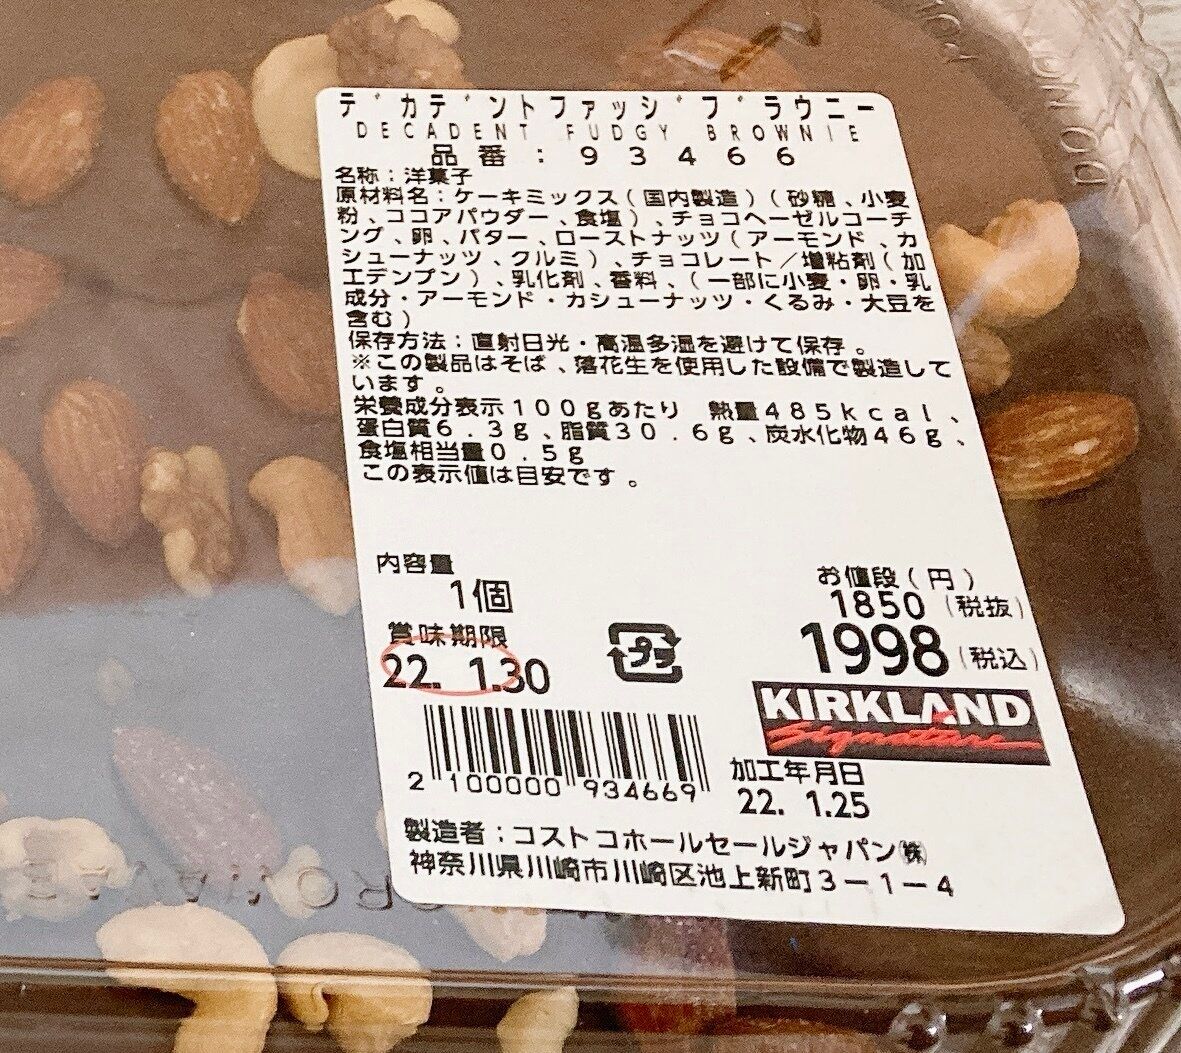 デカデントファッジブラウニー
DECADENT FUDGY BROWNIE
品番：93466
名称：洋菓子
原材料名：ケーキミックス（国内製造）（砂糖、小麦
粉、ココアパウダー、食塩）、チョコヘーゼルコーチ
ング、卵、バター、ローストナッツ（アーモンド、カ
シューナッツ、クルミ）、チョコレート／増粘剤（加
工デンプン）、乳化剤、香料、（一部に小麦・卵・乳
成分・アーモンド・カシューナッツ・くるみ・大豆を
含む）
保存方法：直射日光・高温多湿を避けて保存。
※この製品はそば、落花生を使用した設備で製造して
います。
栄養成分表示100gあたり 熱量485kcal、
蛋白質6.3g、脂質30.6g、炭水化物46g、
食塩相当量0.5g
この表示値は目安です。
内容量
1個
お値段（円）
1850（税抜）
1998（税込）
賞味期限
22. 1.30
プラ
KIRKLAND
Signature
2 100000 934669
加工年月日
22. 1.25
製造者：コストコホールセールジャパン㈱
神奈川県川崎市川崎区池上新町3－1－4